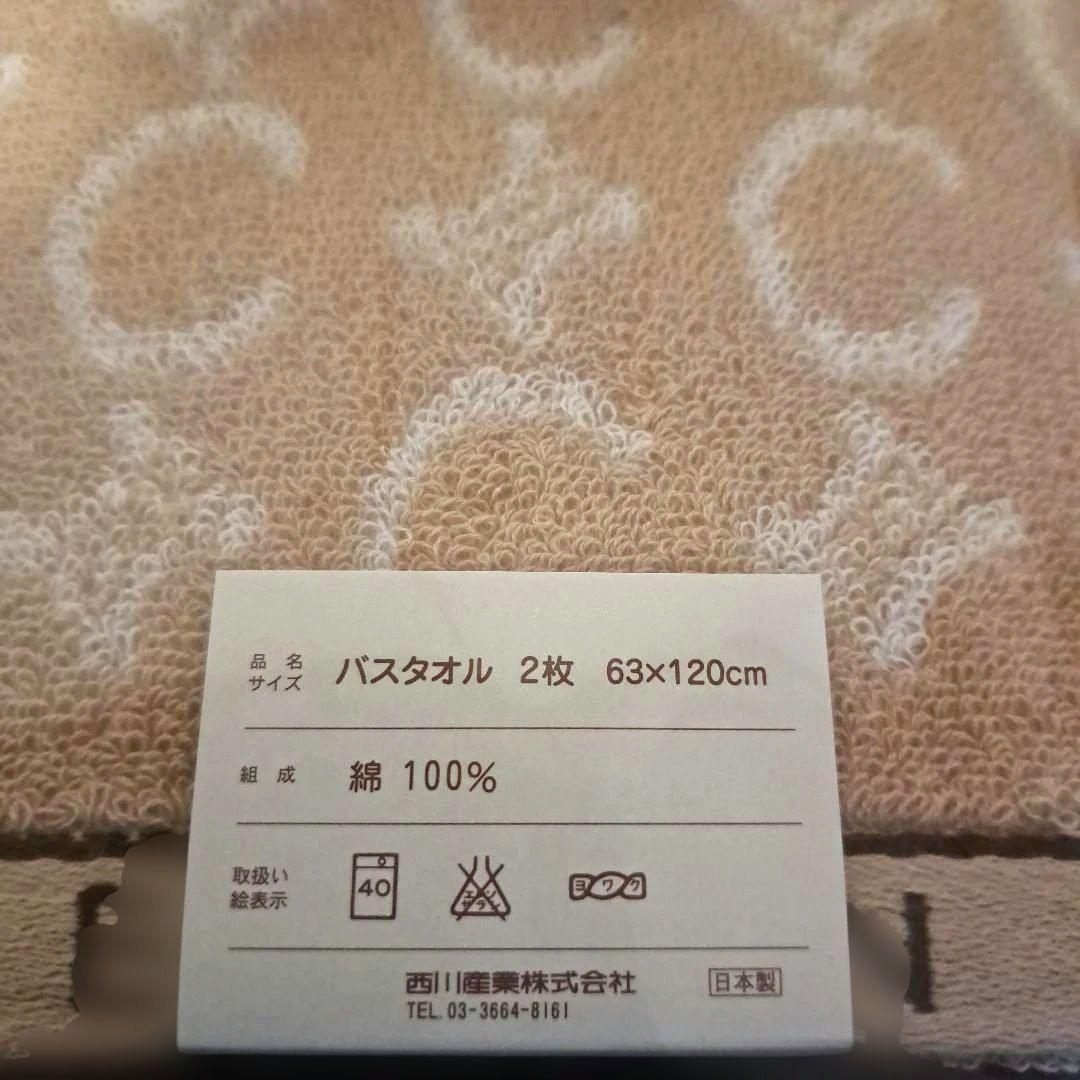 品名
サイズ
バスタオル 2枚 63×120cm
組成 綿 100%
取扱い
絵表示
40
エンソ
サラシ
ヨワク
西川産業株式会社
日本製
TEL. 03-3664-8161